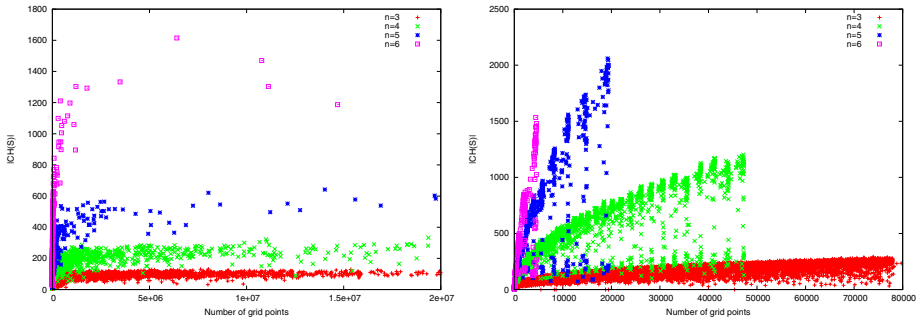 1800
1600
1400
1200
1000
800
600
400
200
0
0
5e+06
1e+07
1.5e+07
2e+07
Number of grid points
|CH(S)|
n=3
n=4
n=5
n=6
2500
2000
1500
1000
500
0
0
10000
20000
30000
40000
50000
60000
70000
80000
Number of grid points
|CH(S)|
n=3
n=4
n=5
n=6